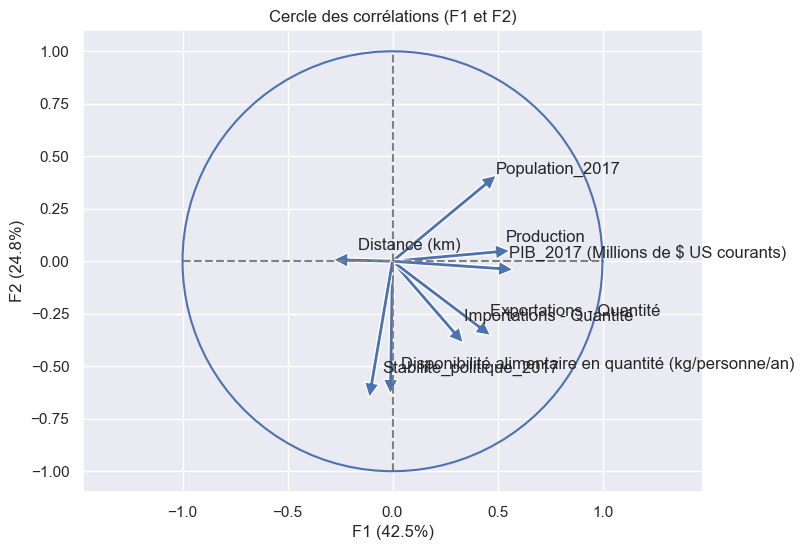 Cercle des corrélations (F1 et F2)
1.00
0.75
0.50
0.25
0.00
−0.25
−0.50
−0.75
−1.00
F2 (24.8%)
Population_2017
Production
Distance (km)
PIB_2017 (Millions de $ US courants)
Exportations - Quantité
Importations - Quantité
Disponibilité alimentaire en quantité (kg/personne/an)
Stabilité_politique_2017
−1.0
−0.5
0.0
0.5
1.0
F1 (42.5%)